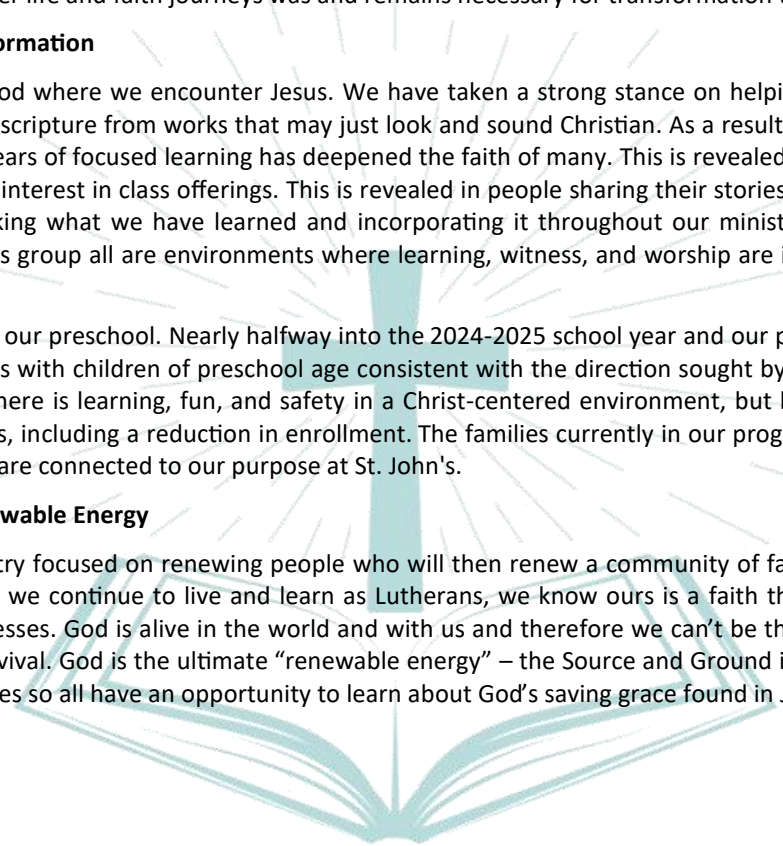 er life and faith journeys was and remains necessary for transformation
ormation
od where we encounter Jesus. We have taken a strong stance on helpi
scripture from works that may just look and sound Christian. As a result
ears of focused learning has deepened the faith of many. This is revealed
interest in class offerings. This is revealed in people sharing their stories
king what we have learned and incorporating it throughout our minist
s group all are environments where learning, witness, and worship are i
our preschool. Nearly halfway into the 2024-2025 school year and our p
s with children of preschool age consistent with the direction sought by
here is learning, fun, and safety in a Christ-centered environment, but
s, including a reduction in enrollment. The families currently in our prog
are connected to our purpose at St. John's.
wable Energy
try focused on renewing people who will then renew a community of fa
we continue to live and learn as Lutherans, we know ours is a faith th
esses. God is alive in the world and with us and therefore we can’t be th
vival. God is the ultimate “renewable energy” – the Source and Ground i
es so all have an opportunity to learn about God’s saving grace found in J